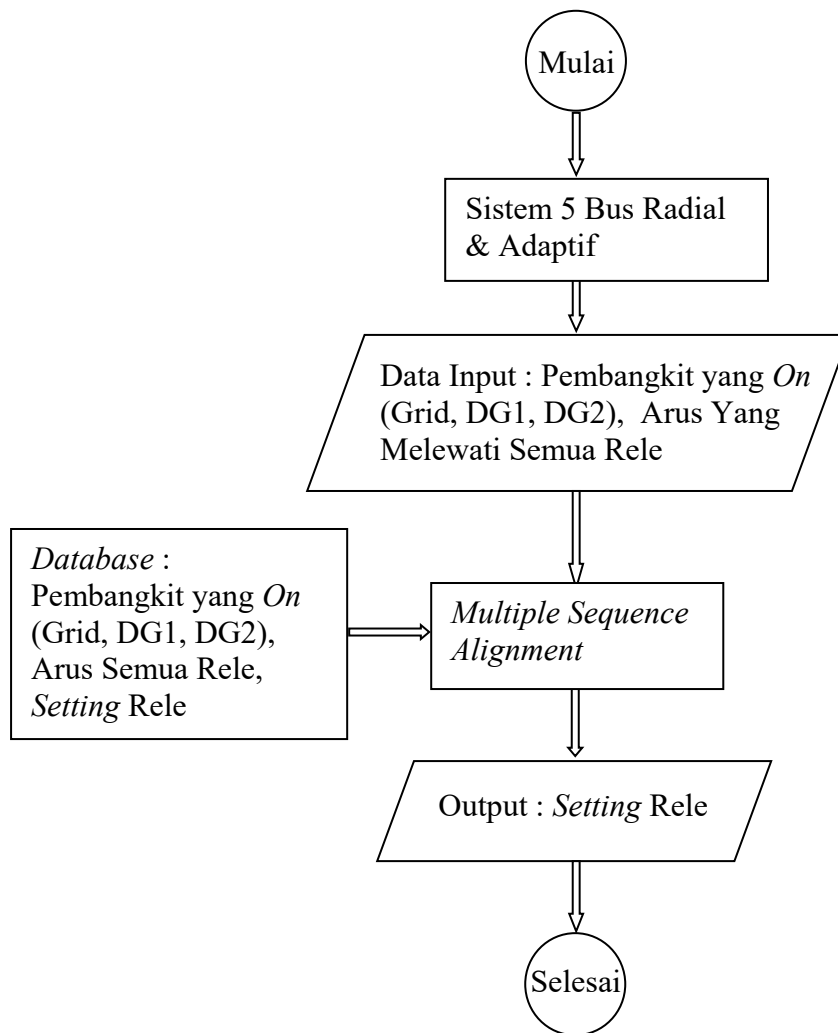 Mulai
Sistem 5 Bus Radial
& Adaptif
Data Input : Pembangkit yang On
(Grid, DG1, DG2), Arus Yang
Melewati Semua Rele
Database :
Pembangkit yang On
(Grid, DG1, DG2),
Arus Semua Rele,
Setting Rele
Multiple Sequence
Alignment
Output : Setting Rele
Selesai